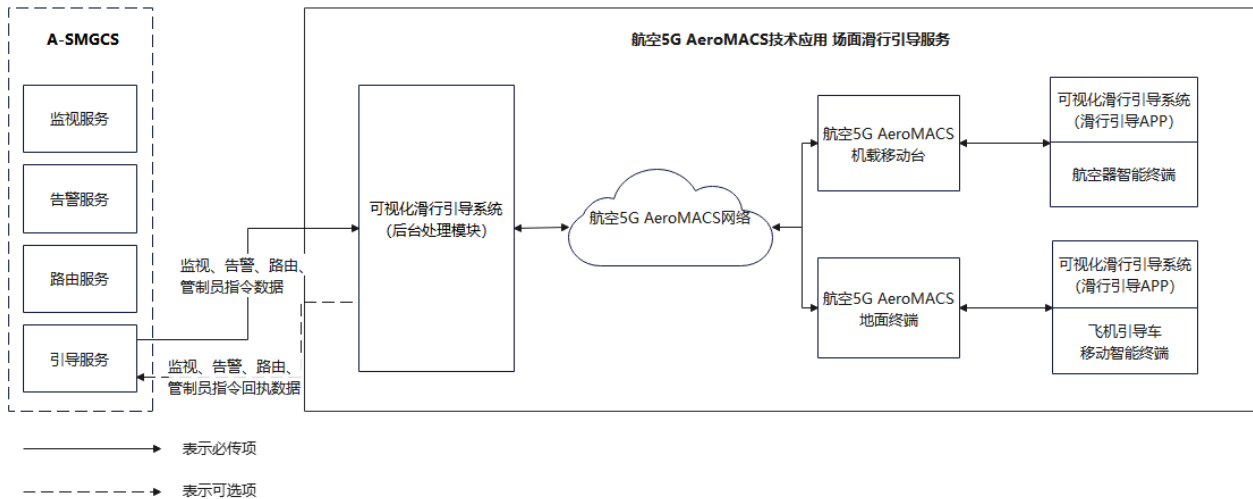 A-SMGCS
监视服务
告警服务
路由服务
引导服务
监视、告警、路由、
管制员指令数据
监视、告警、路由、
管制员指令回执数据
航空5G AeroMACS技术应用 场面滑行引导服务
可视化滑行引导系统
（后台处理模块）
航空5G AeroMACS网络
航空5G AeroMACS
机载移动台
可视化滑行引导系统
（滑行引导APP）
航空器智能终端
航空5G AeroMACS
地面终端
可视化滑行引导系统
（滑行引导APP）
飞机引导车
移动智能终端
表示必传项
表示可选项